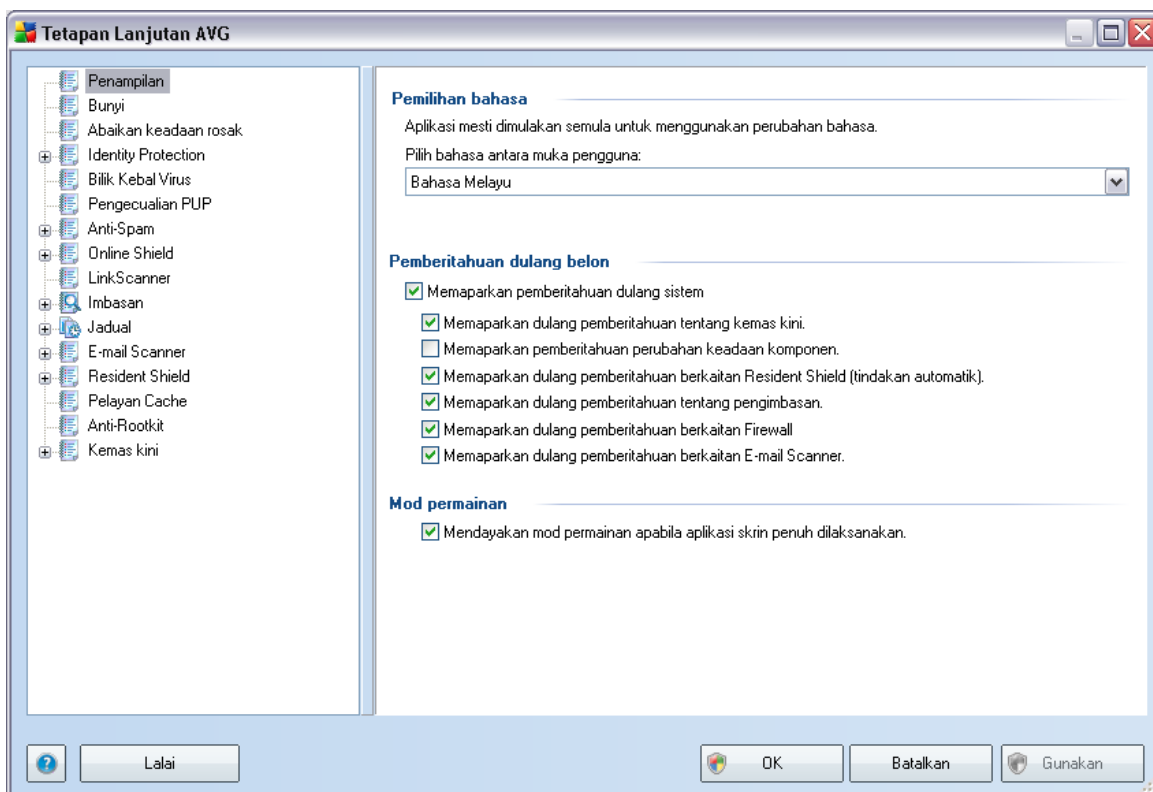 Tetapan Lanjutan AVG
Penampilan
Bunyi
Abaikan keadaan rosak
Identity Protection
Bilik Kebal Virus
Pengecualian PUP
Anti-Spam
Online Shield
LinkScanner
Imbasan
Jadual
E-mail Scanner
Resident Shield
Pelayan Cache
Anti-Rootkit
Kemas kini
Pemilihan bahasa
Aplikasi mesti dimulakan semula untuk menggunakan perubahan bahasa.
Pilih bahasa antara muka pengguna:
Bahasa Melayu
Pemberitahuan dulang belon
Memaparkan pemberitahuan dulang sistem
Memaparkan dulang pemberitahuan tentang kemas kini.
Memaparkan pemberitahuan perubahan keadaan komponen.
Memaparkan dulang pemberitahuan berkaitan Resident Shield (tindakan automatik).
Memaparkan dulang pemberitahuan tentang pengimbasan.
Memaparkan dulang pemberitahuan berkaitan Firewall
Memaparkan dulang pemberitahuan berkaitan E-mail Scanner.
Mod permainan
Mendayakan mod permainan apabila aplikasi skrin penuh dilaksanakan.
Lalai
OK
Batalkan
Gunakan